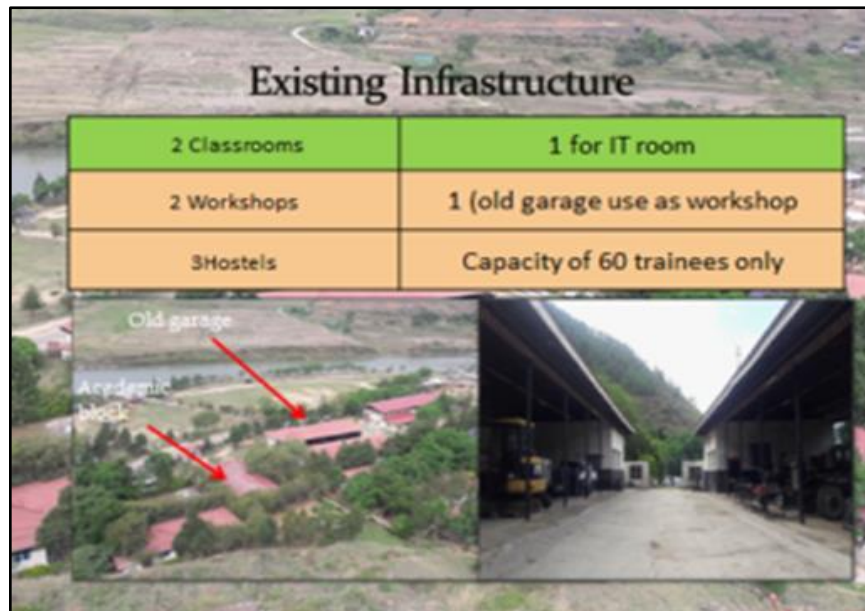 Existing Infrastructure
2 Classrooms
1 for IT room
2 Workshops
1 (old garage use as workshop
3Hostels
Capacity of 60 trainees only
Old garage
Academic
block